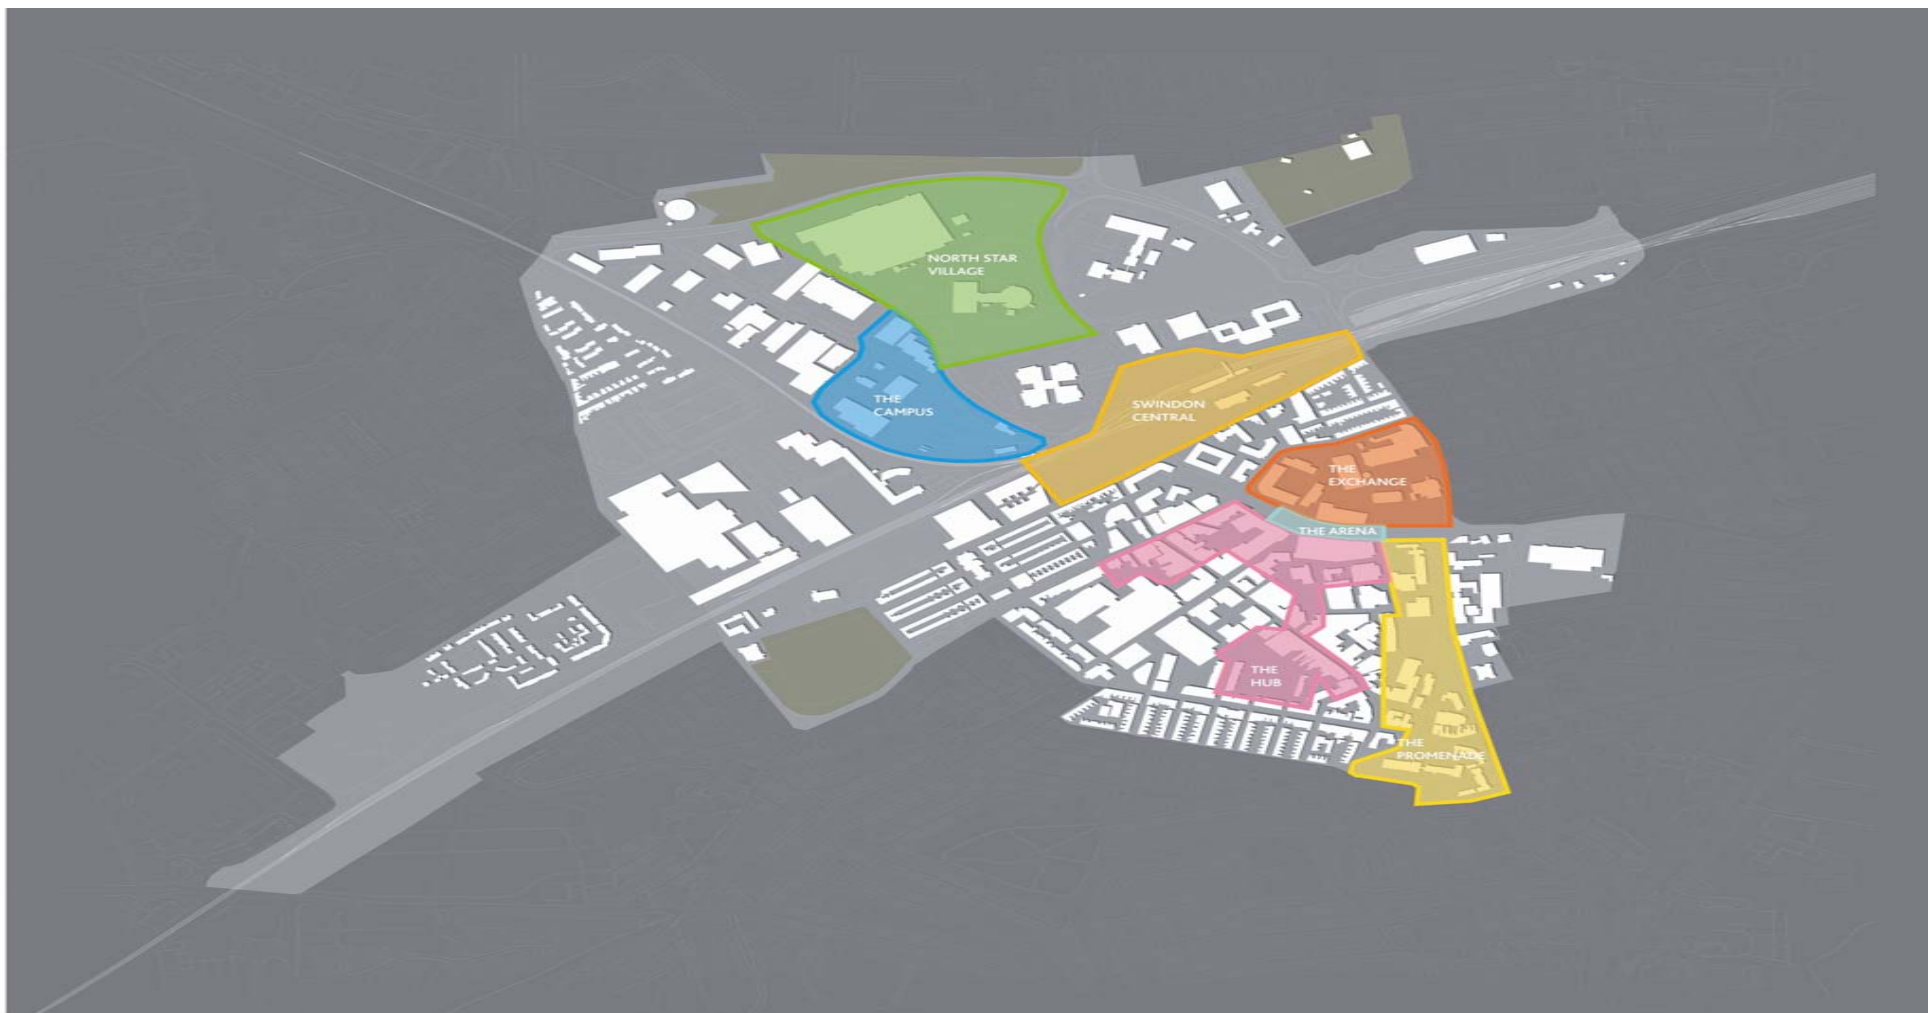 NORTH STAR
VILLAGE
THE
CAMPUS
SWINDON
CENTRAL
THE
EXCHANGE
THE ARENA
THE
HUB
THE
PROMENADE